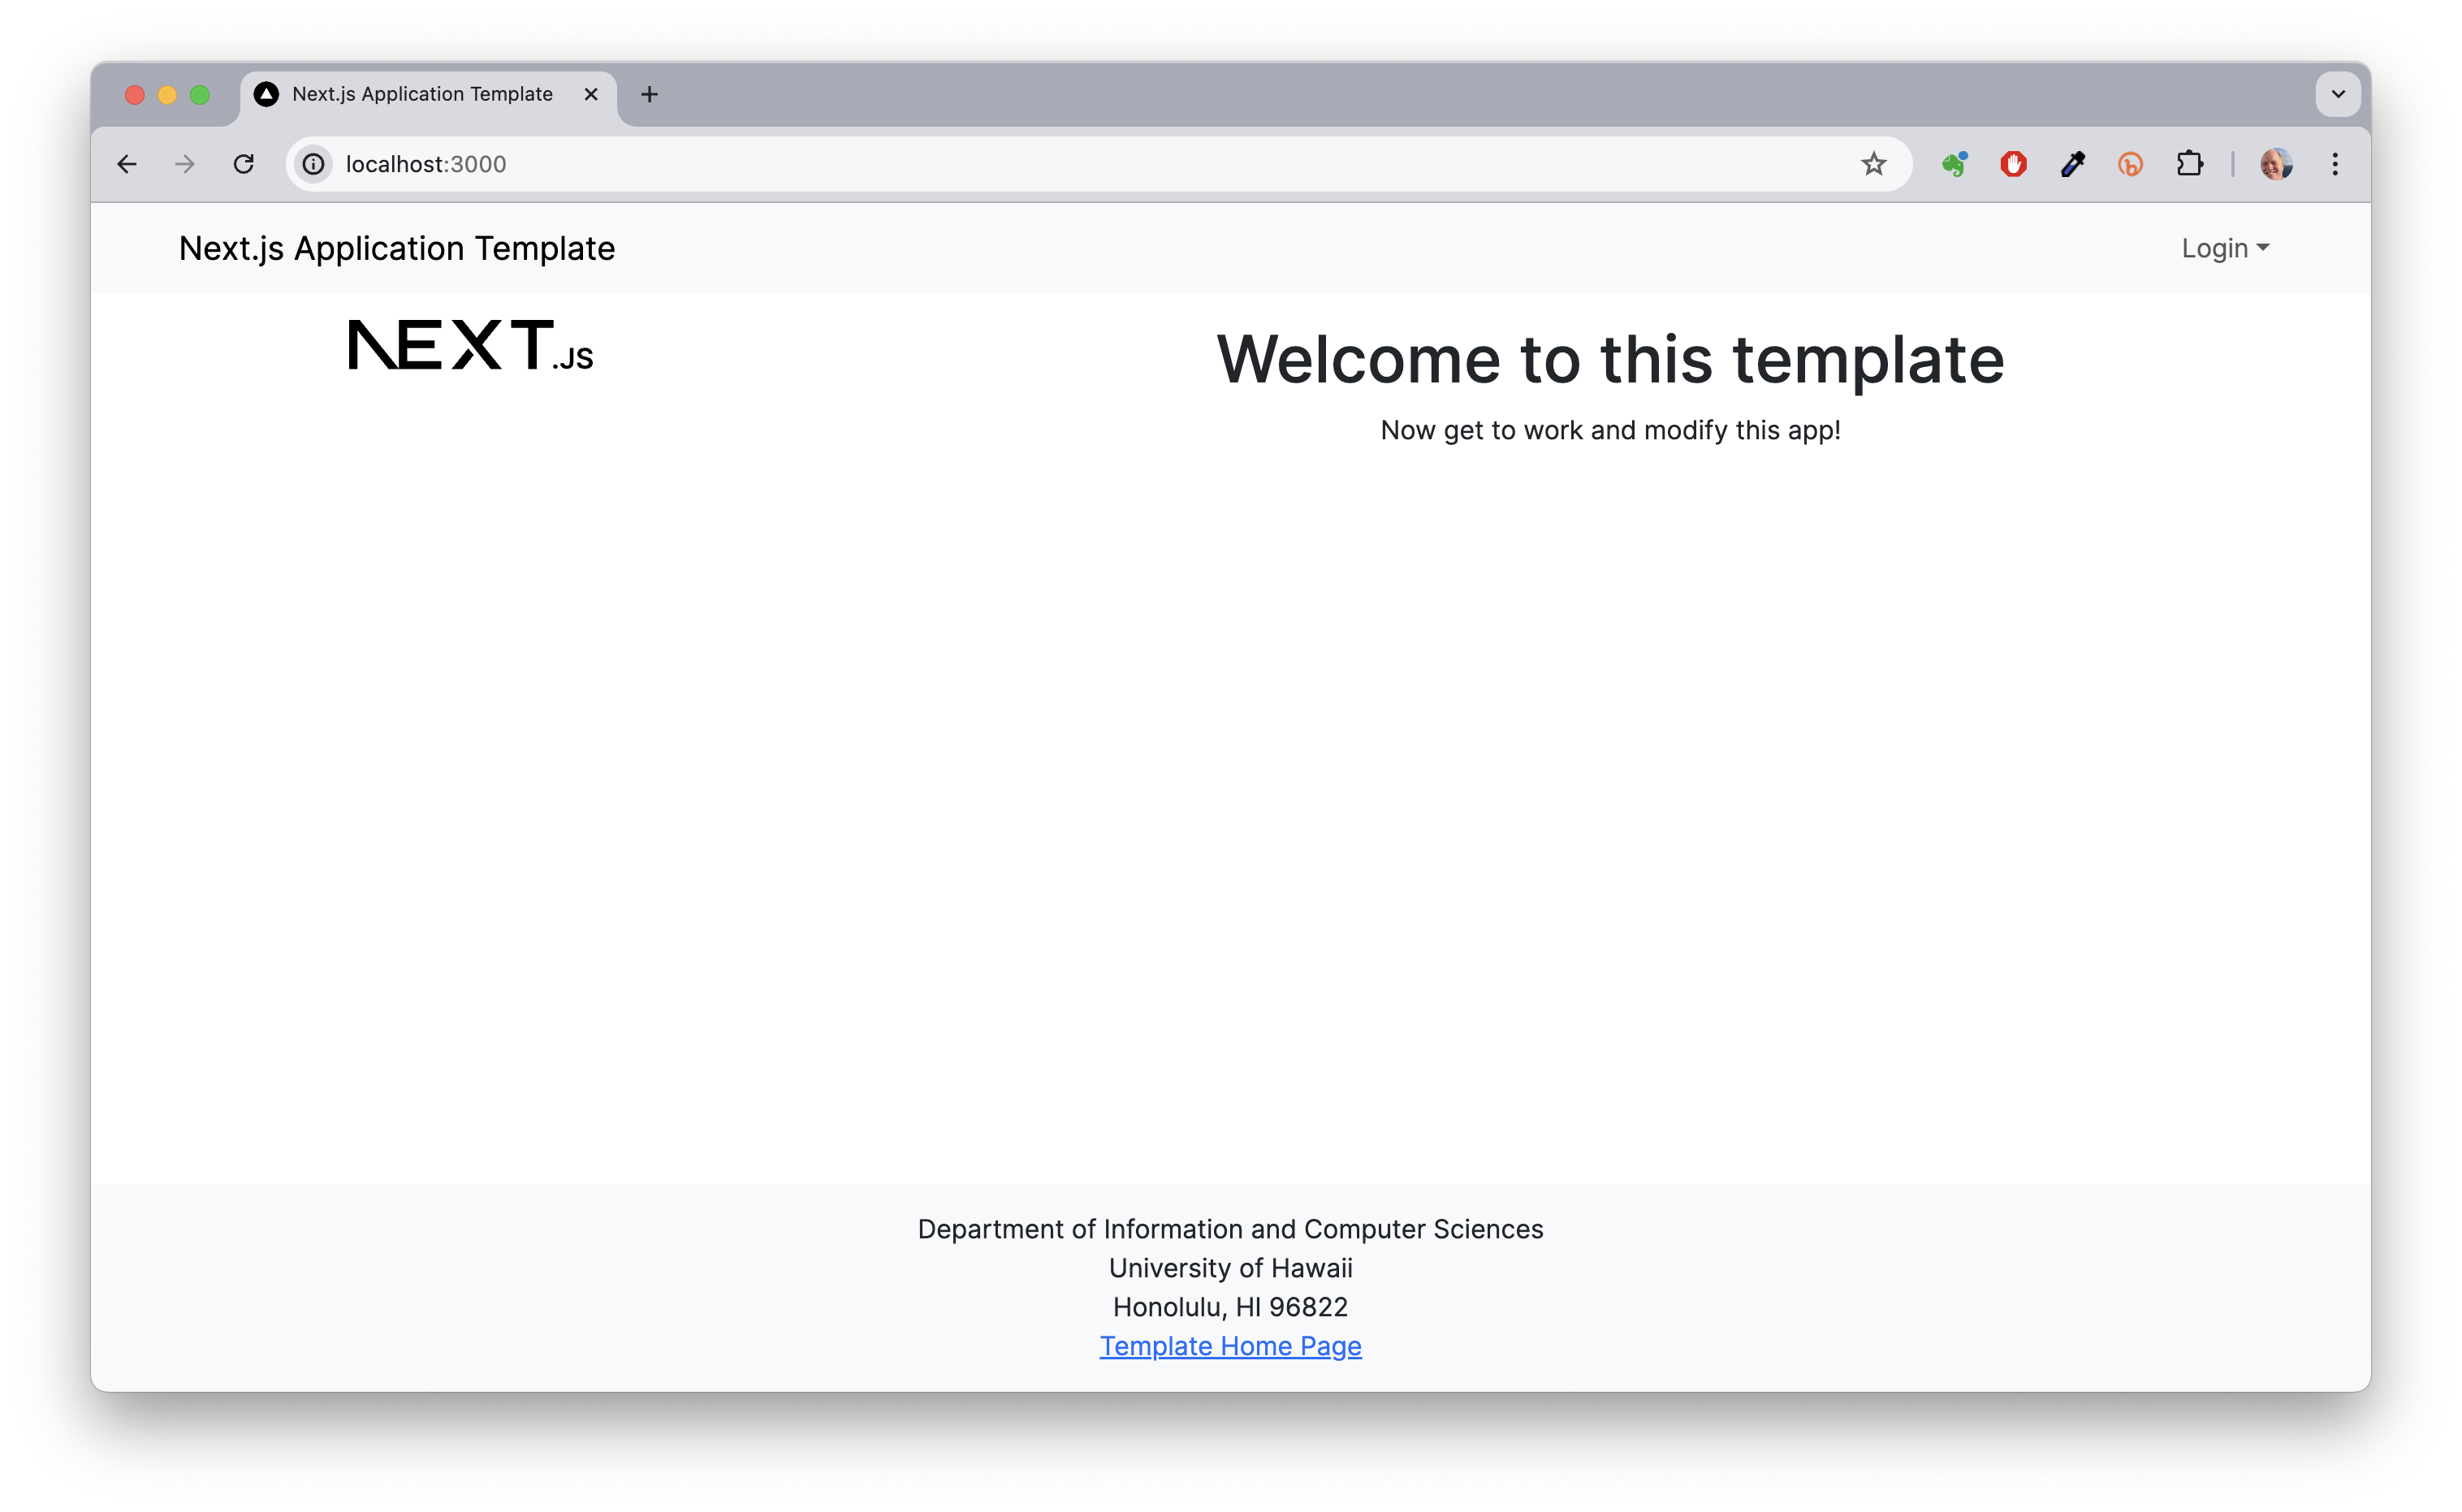 Next.js Application Template
localhost:3000
Next.js Application Template
Login
NEXT.JS
Welcome to this template
Now get to work and modify this app!
Department of Information and Computer Sciences
University of Hawaii
Honolulu, HI 96822
Template Home Page